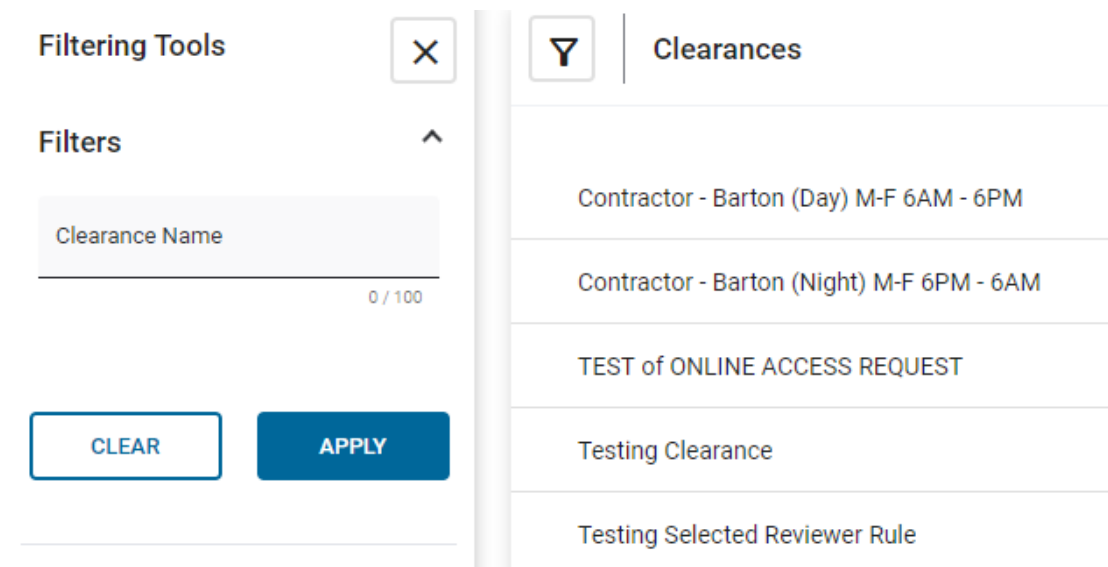 Filtering Tools
Filters
Clearance Name
0 / 100
CLEAR
APPLY
Clearances
Contractor - Barton (Day) M-F 6AM - 6PM
Contractor - Barton (Night) M-F 6PM - 6AM
TEST of ONLINE ACCESS REQUEST
Testing Clearance
Testing Selected Reviewer Rule